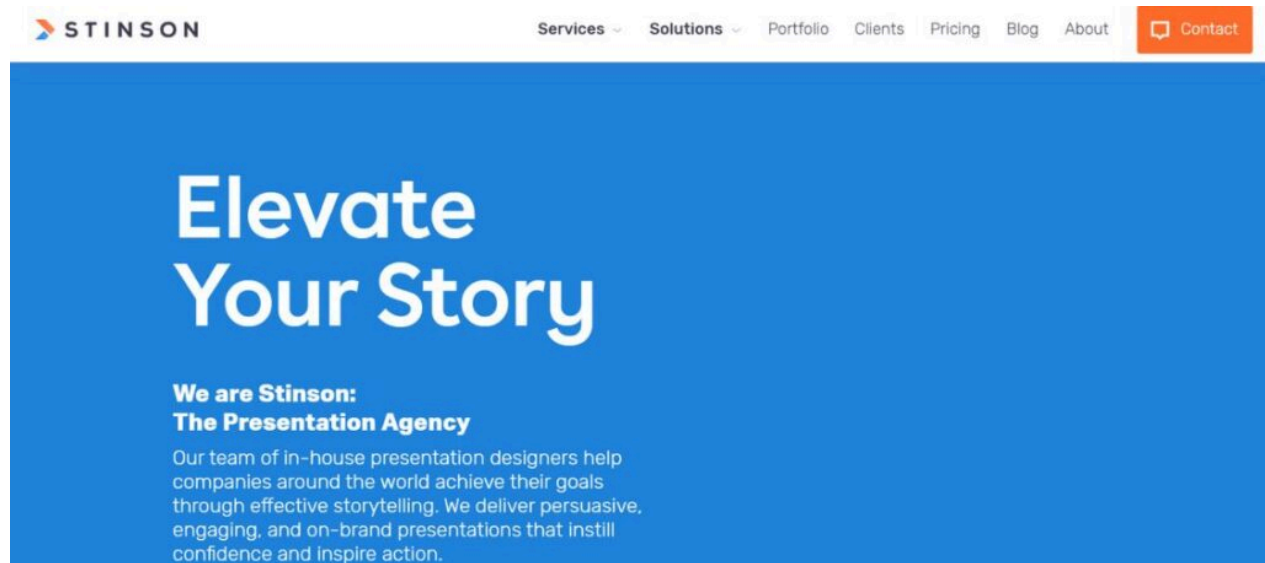 STINSON
Services Solutions Portfolio Clients Pricing Blog About Contact
Elevate
Your Story
We are Stinson:
The Presentation Agency
Our team of in-house presentation designers help
companies around the world achieve their goals
through effective storytelling. We deliver persuasive,
engaging, and on-brand presentations that instill
confidence and inspire action.